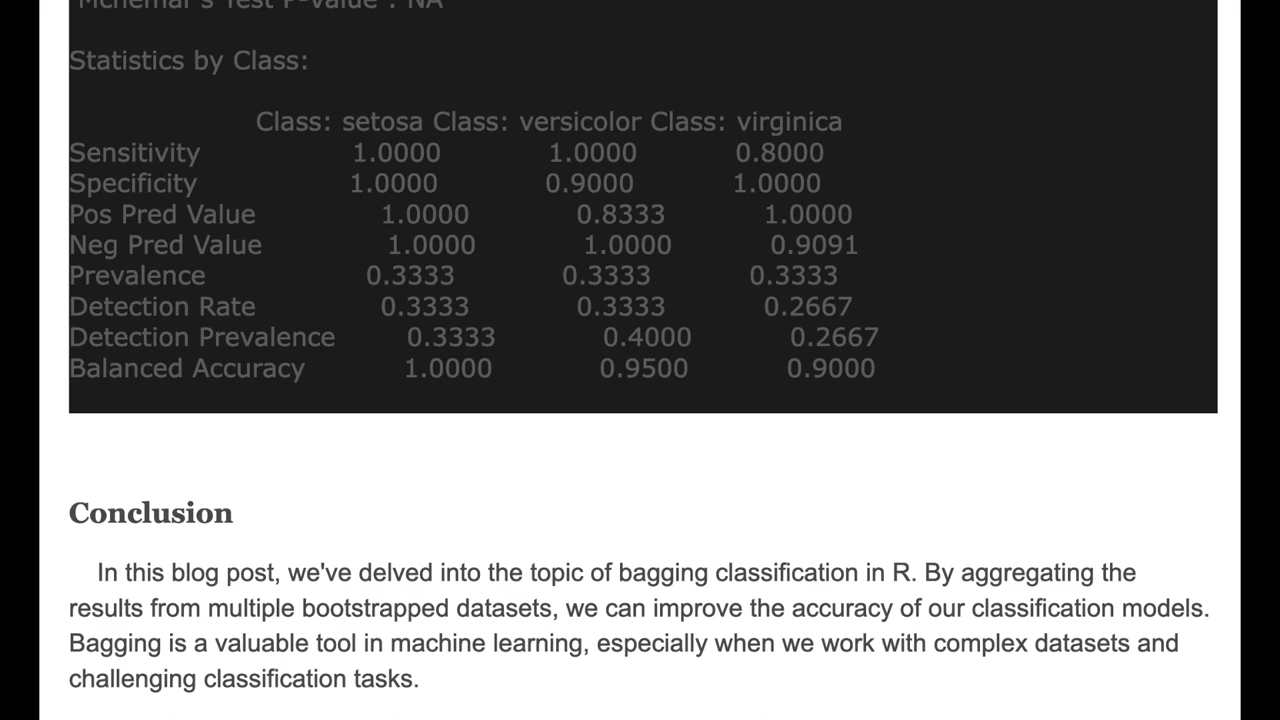 Mcnemar's Test P-Value : NA
Statistics by Class:
Class: setosa Class: versicolor Class: virginica
Sensitivity 1.0000 1.0000 0.8000
Specificity 1.0000 0.9000 1.0000
Pos Pred Value 1.0000 0.8333 1.0000
Neg Pred Value 1.0000 1.0000 0.9091
Prevalence 0.3333 0.3333 0.3333
Detection Rate 0.3333 0.3333 0.2667
Detection Prevalence 0.3333 0.4000 0.2667
Balanced Accuracy 1.0000 0.9500 0.9000
Conclusion
In this blog post, we've delved into the topic of bagging classification in R. By aggregating the
results from multiple bootstrapped datasets, we can improve the accuracy of our classification models.
Bagging is a valuable tool in machine learning, especially when we work with complex datasets and
challenging classification tasks.